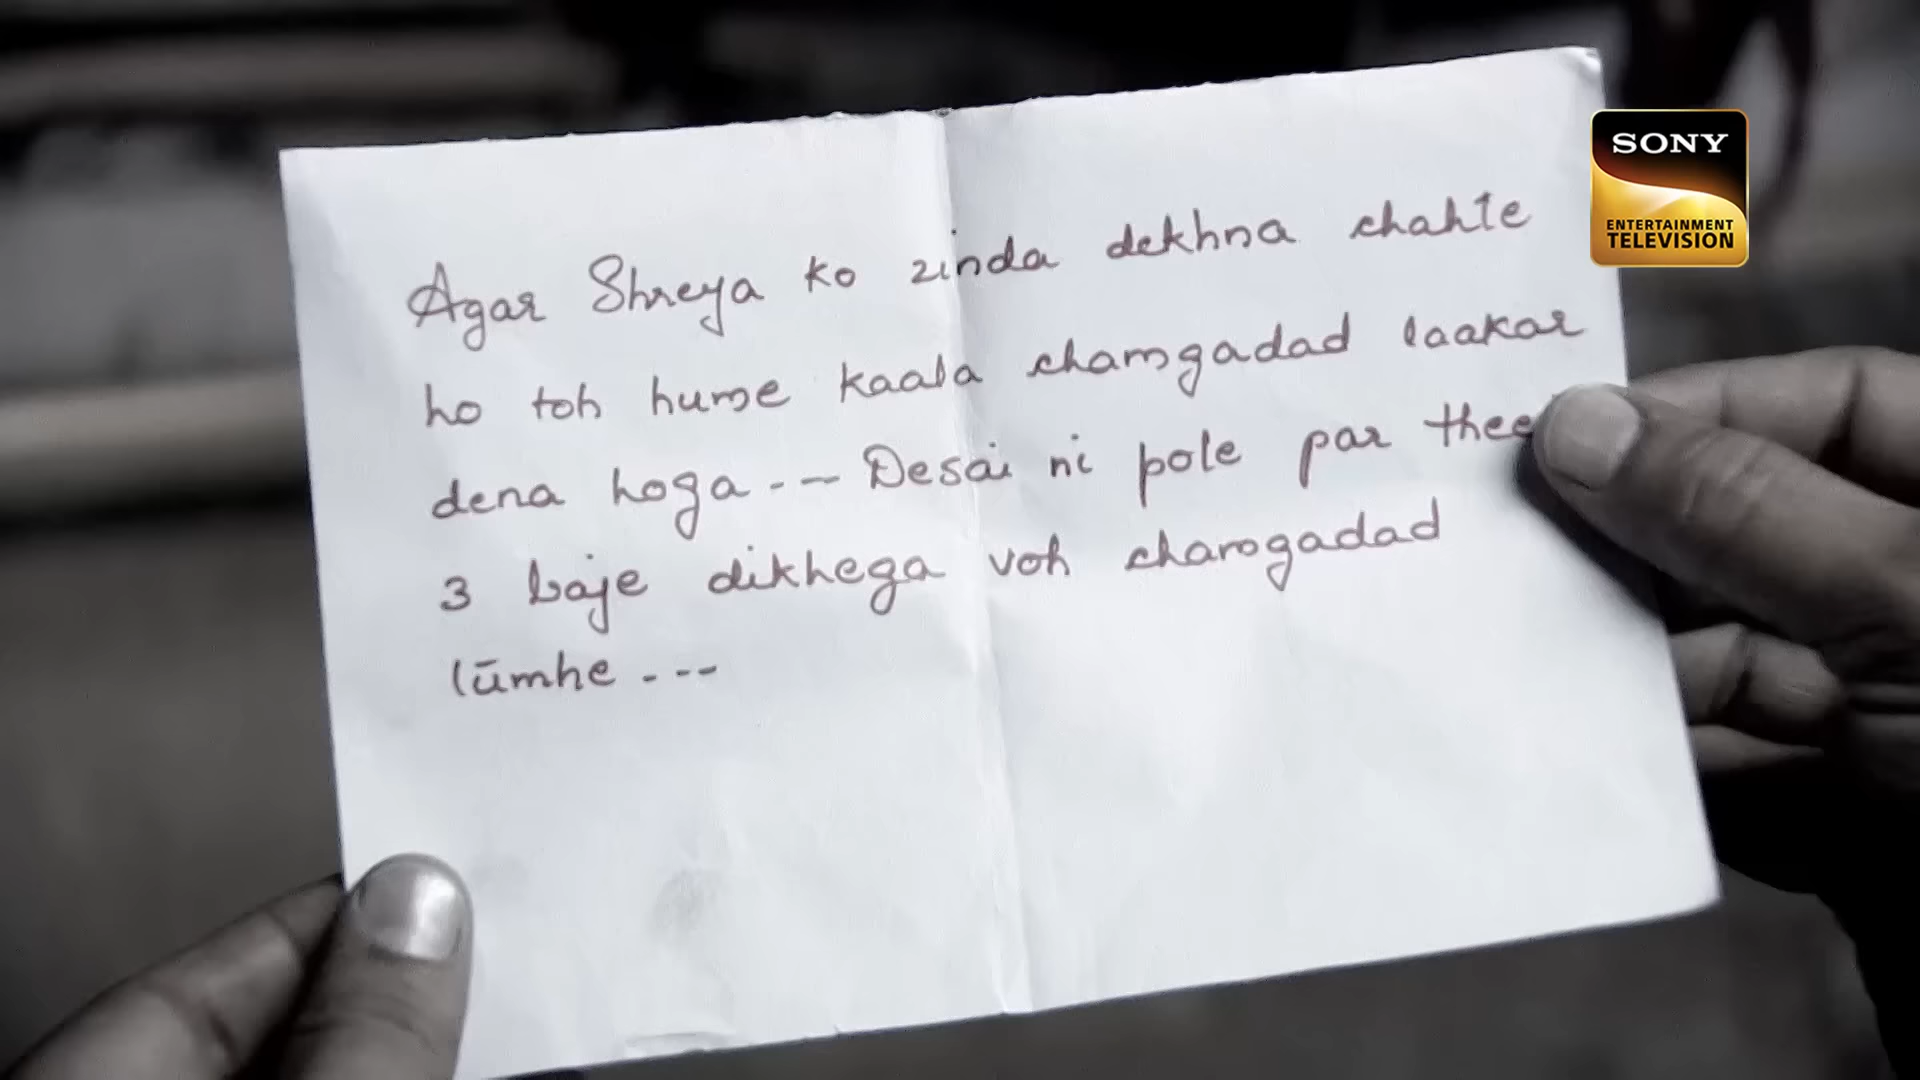 Agar Shreya ko zinda dekhna chahte
ho toh hume kaala chamgadad laakar
dena hoga --- Desai ni pole par thee
3 baje dikhega voh chamgadad
tumhe ---
SONY
ENTERTAINMENT
TELEVISION